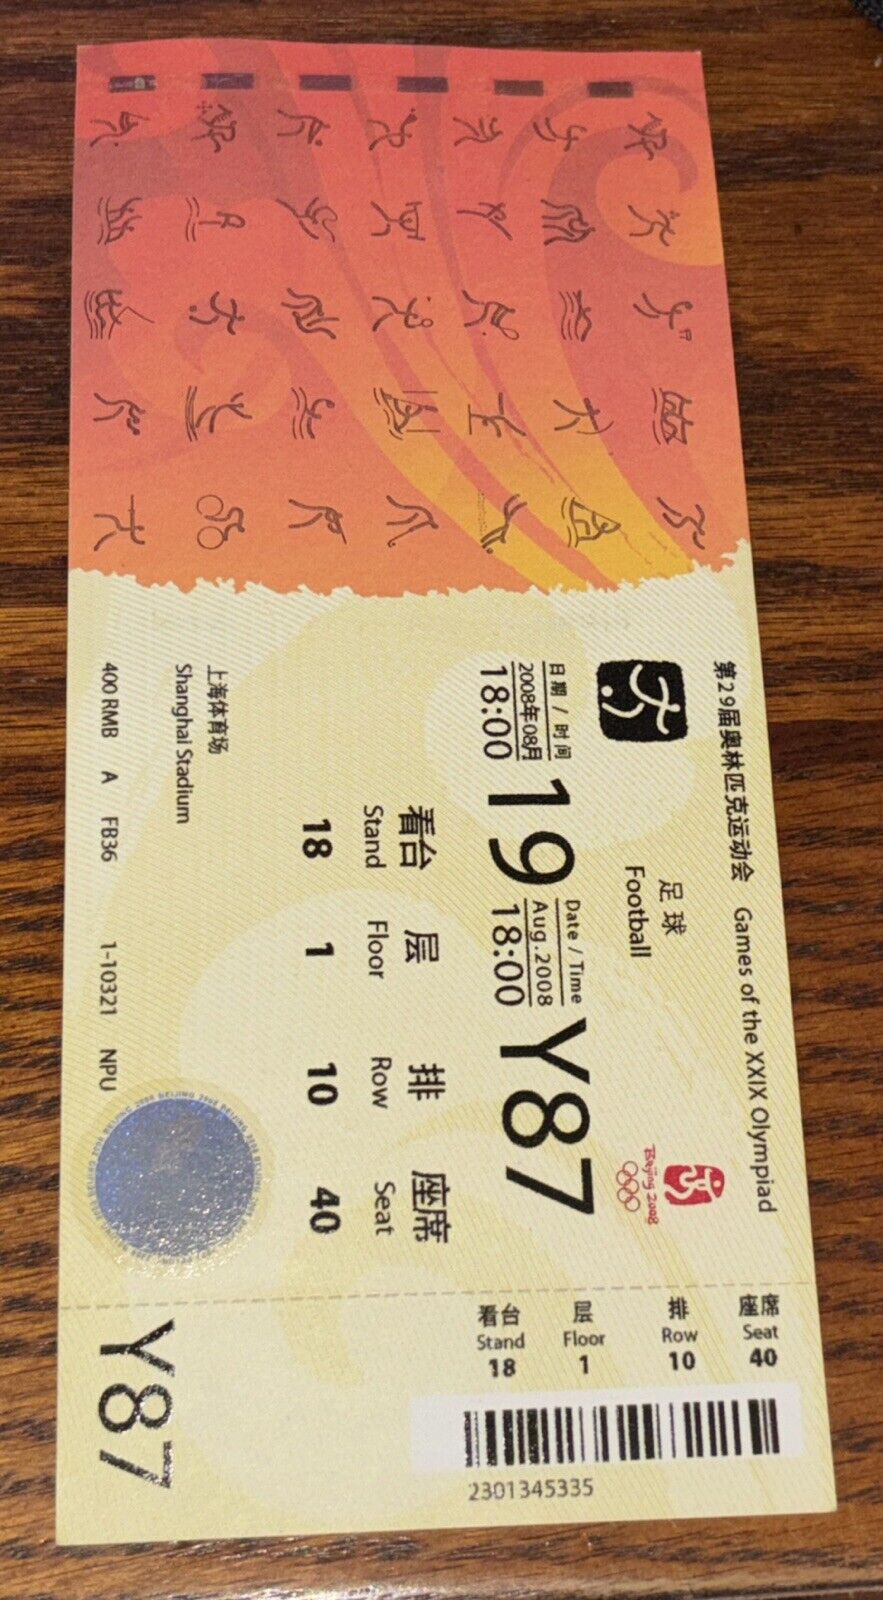 第29届奥林匹克运动会 Games of the XXIX Olympiad
足球
Football
Beijing 2008
日期 / 时间
2008年08月
18:00
19
Date / Time
Aug.2008
18:00
Y87
看台 层 排 座席
Stand Floor Row Seat
18 1 10 40
上海体育场
Shanghai Stadium
400 RMB A FB36 1-10321 NPU
看台 层 排 座席
Stand Floor Row Seat
18 1 10 40
2301345335
Y87